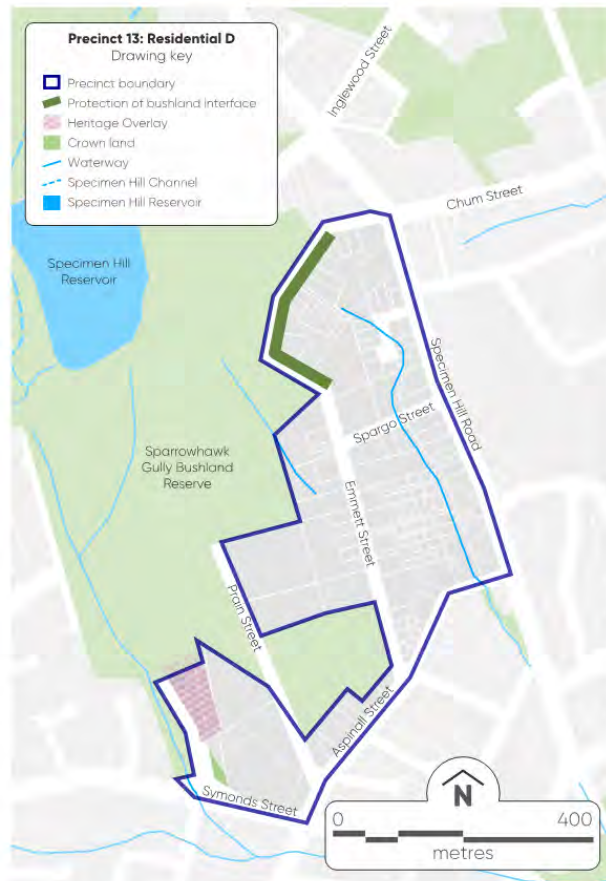 Precinct 13: Residential D
Drawing key
Precinct boundary
Protection of bushland interface
Heritage Overlay
Crown land
Waterway
Specimen Hill Channel
Specimen Hill Reservoir
Inglewood Street
Chum Street
Specimen Hill
Reservoir
Specimen Hill Road
Spargo Street
Sparrowhawk
Gully Bushland
Reserve
Emmett Street
Prain Street
Aspinall Street
Symonds Street
N
0 400
metres